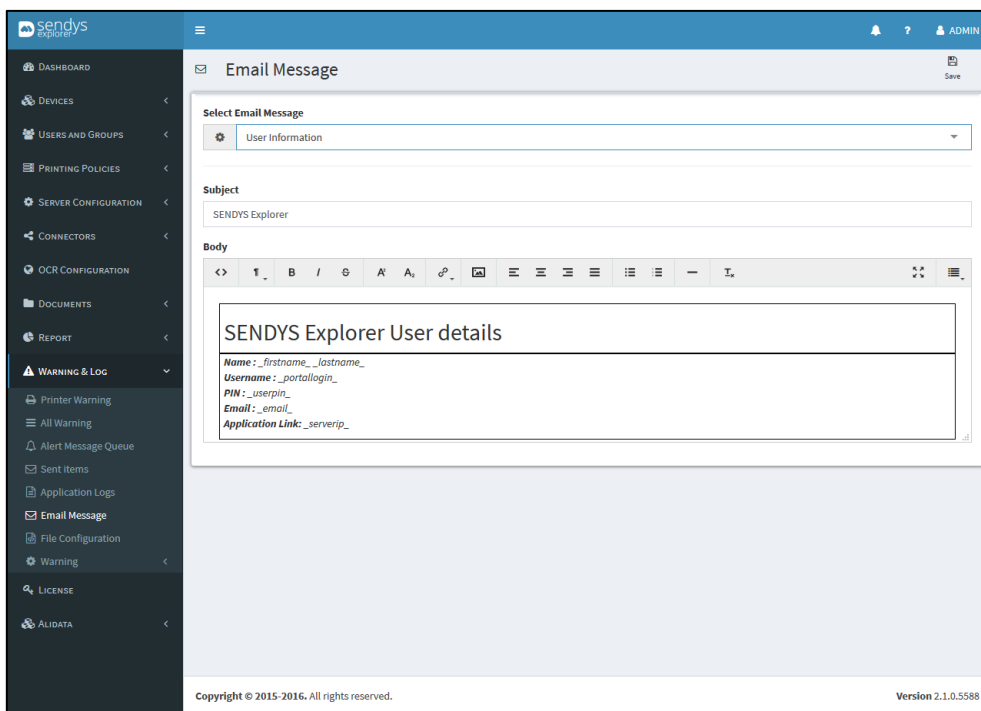 sendys
explorer
ADMIN
DASHBOARD
DEVICES
USERS AND GROUPS
PRINTING POLICIES
SERVER CONFIGURATION
CONNECTORS
OCR CONFIGURATION
DOCUMENTS
REPORT
WARNING & LOG
Printer Warning
All Warning
Alert Message Queue
Sent items
Application Logs
Email Message
File Configuration
Warning
LICENSE
ALIDATA
Email Message
Save
Select Email Message
User Information
Subject
SENDYS Explorer
Body
SENDYS Explorer User details
Name : _firstname_ _lastname_
Username : _portallogin_
PIN : _userpin_
Email : _email_
Application Link: _serverip_
Copyright © 2015-2016. All rights reserved.
Version 2.1.0.5588